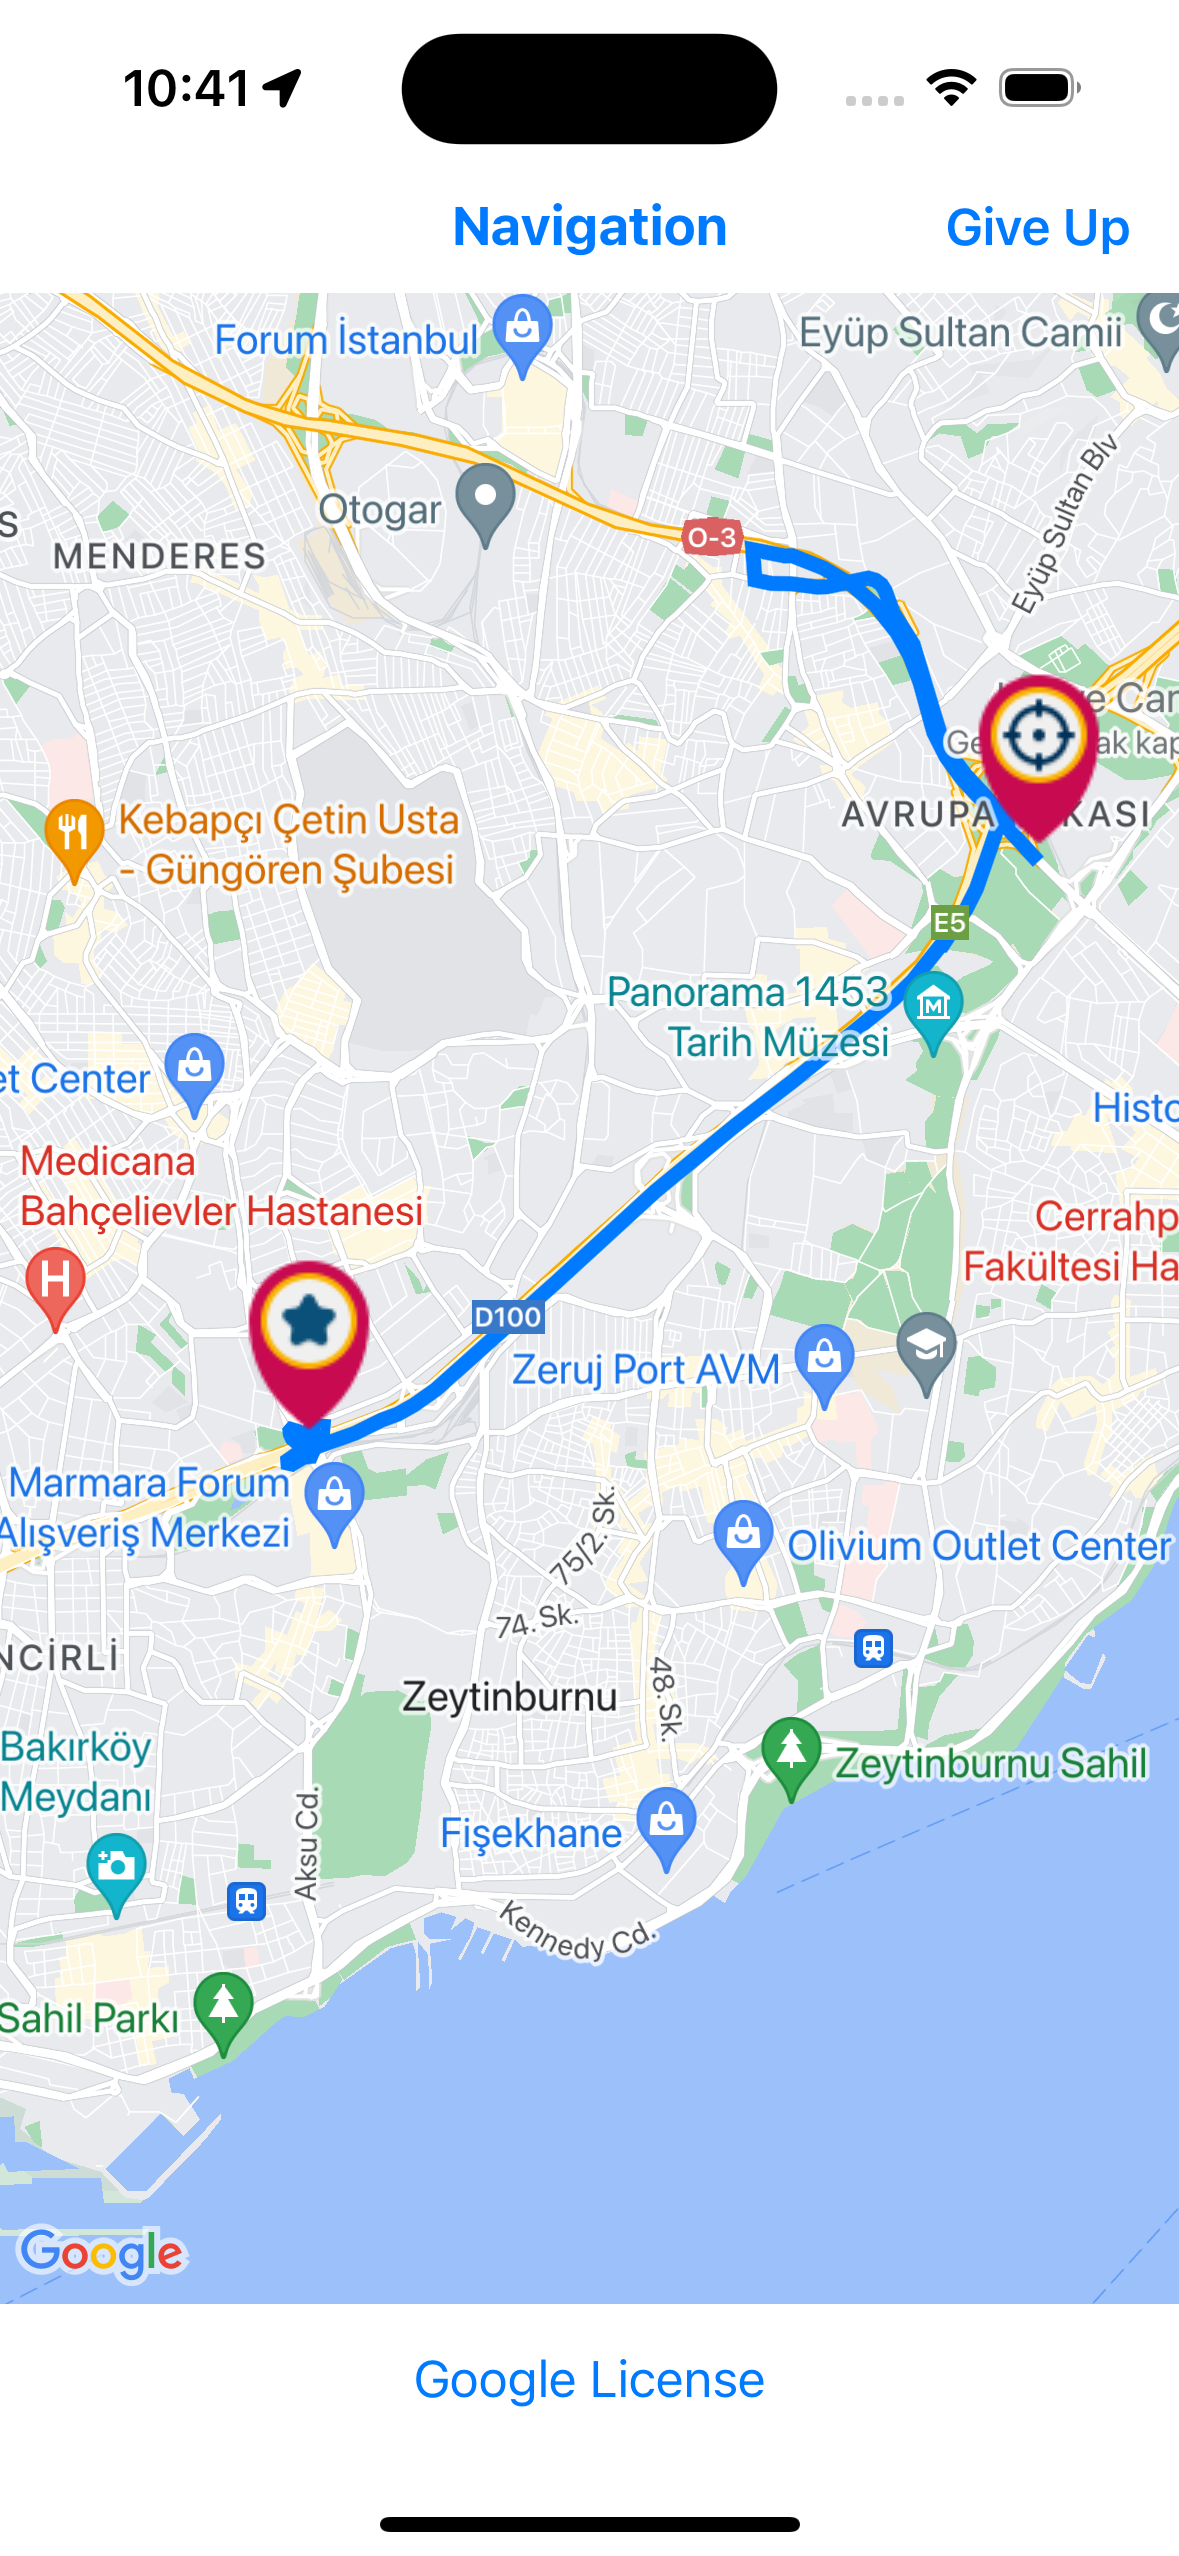 10:41
Navigation
Give Up
Forum İstanbul
Eyüp Sultan Camii
Eyüp Sultan Blv
Otogar
S
O-3
MENDERES
Ge
ak kap
e Car
Kebapçı Çetin Usta
- Güngören Şubesi
AVRUPA
KASI
E5
Panorama 1453
Tarih Müzesi
et Center
Histo
Medicana
Bahçelievler Hastanesi
Cerrahp
Fakültesi Ha
D100
Zeruj Port AVM
Marmara Forum
Alışveriş Merkezi
75/2. Sk.
Olivium Outlet Center
74. Sk.
NCİRLİ
48. Sk.
Zeytinburnu
Bakırköy
Meydanı
Zeytinburnu Sahil
Aksu Cd.
Fişekhane
Kennedy Cd.
Sahil Parkı
Google
Google License